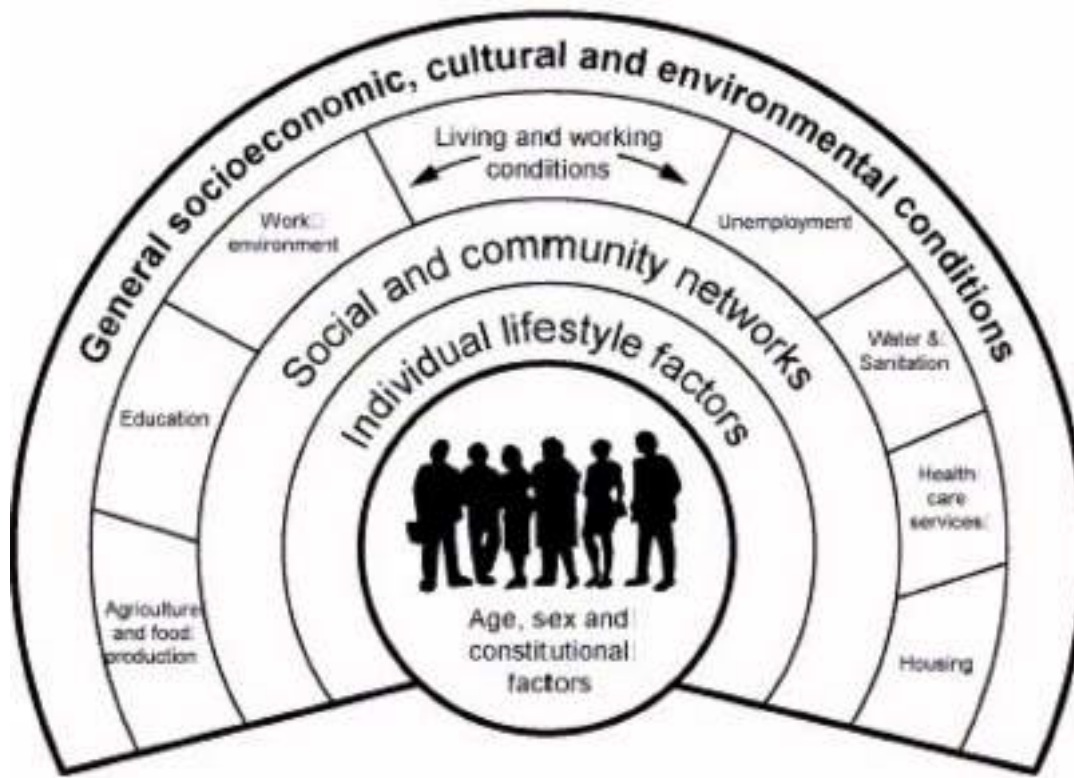 General socioeconomic, cultural and environmental conditions
Living and working
conditions
Work
environment
Unemployment
Education
Water &
Sanitation
Agriculture
and food
production
Health
care
services
Housing
Social and community networks
Individual lifestyle factors
Age, sex and
constitutional
factors